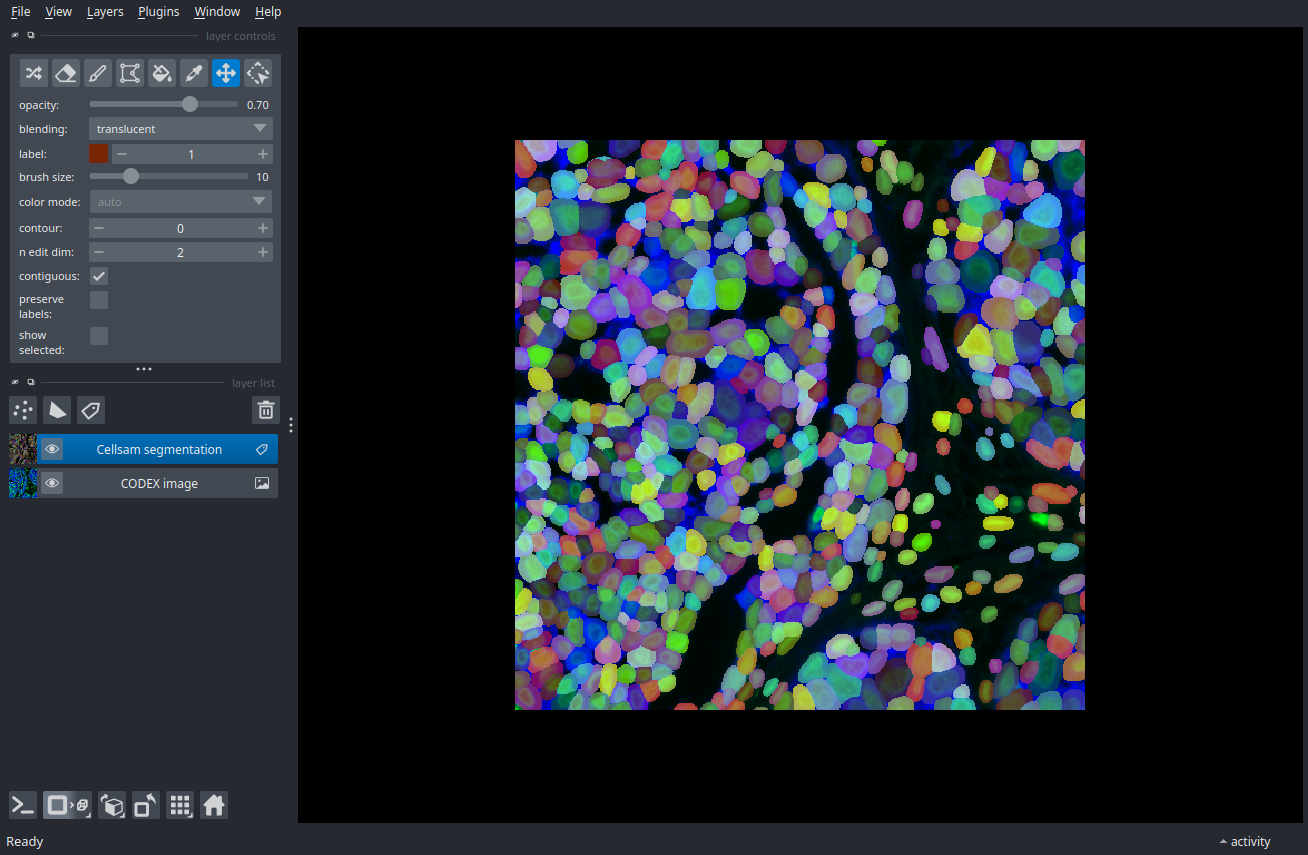 File View Layers Plugins Window Help
layer controls
opacity: 0.70
blending: translucent
label: 1
brush size: 10
color mode: auto
contour: 0
n edit dim: 2
contiguous:
preserve
labels:
show
selected:
layer list
Cellsam segmentation
CODEX image
Ready
activity